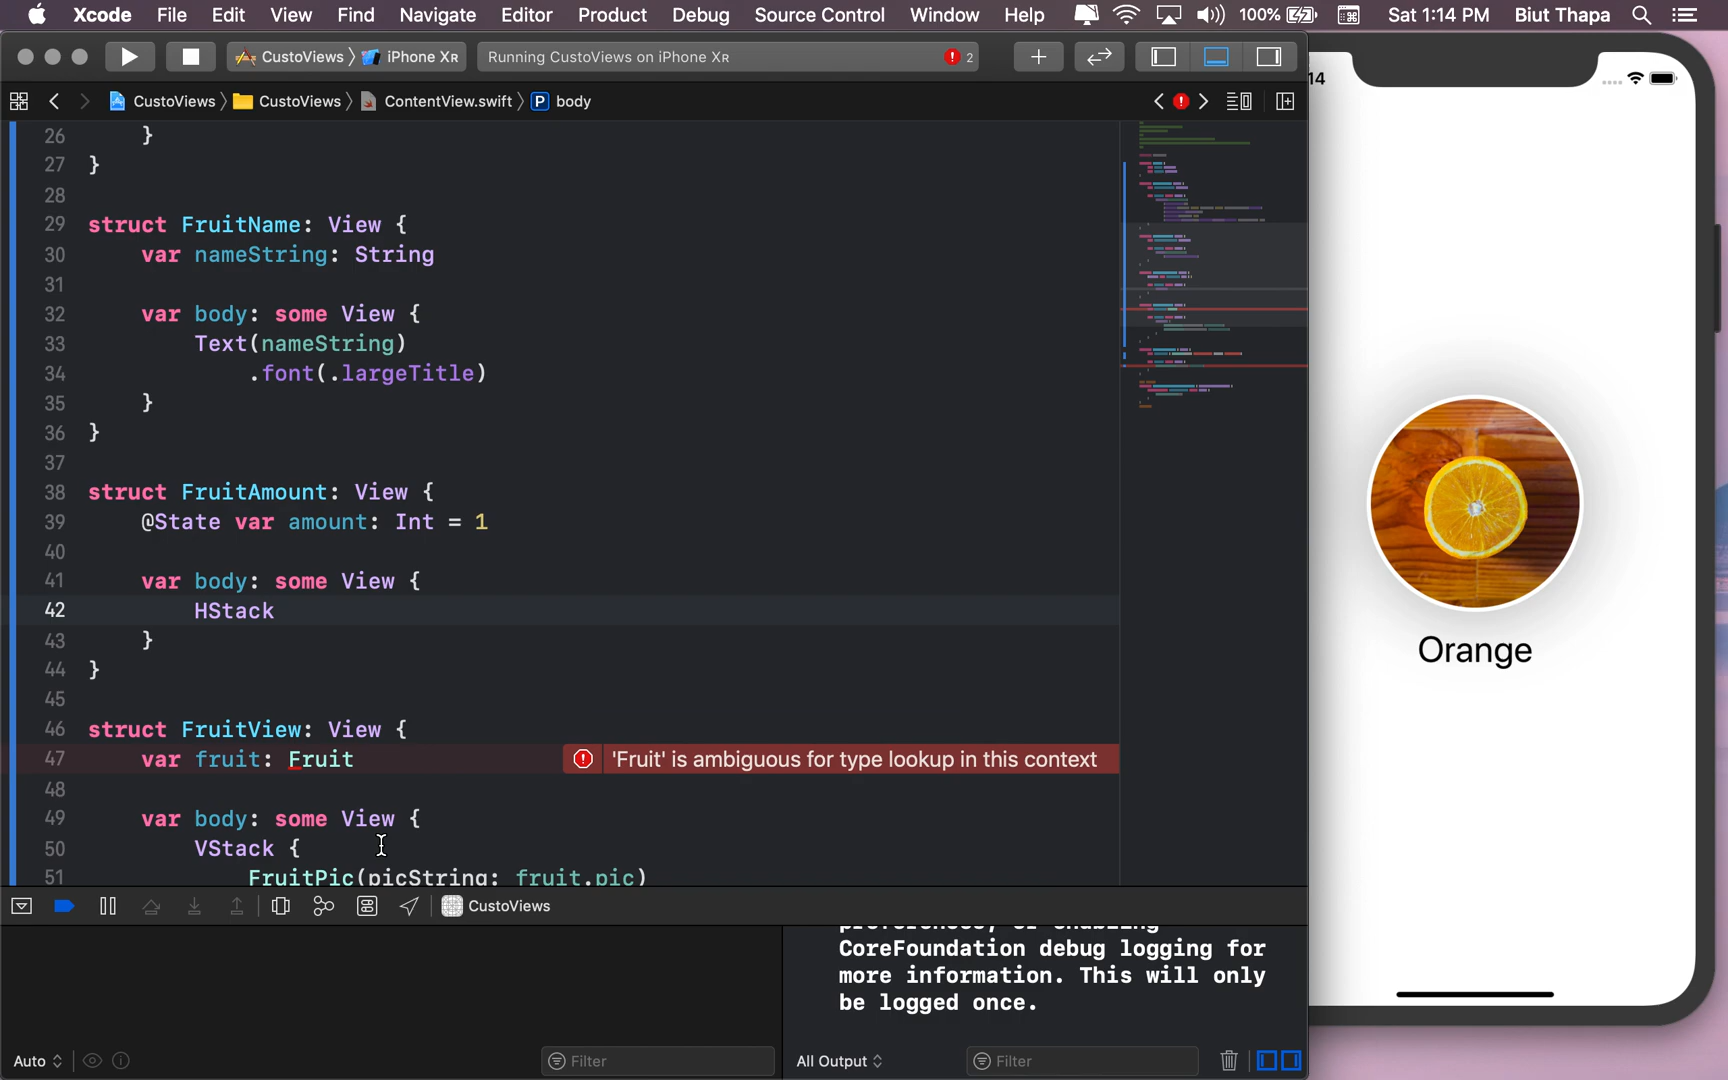 Xcode File Edit View Find Navigate Editor Product Debug Source Control Window Help 100% Sat 1:14 PM Biut Thapa
CustoViews iPhone XR Running CustoViews on iPhone XR 2
14
CustoViews CustoViews ContentView.swift P body
26 }
27 }
28
29 struct FruitName: View {
30 var nameString: String
31
32 var body: some View {
33 Text(nameString)
34 .font(.largeTitle)
35 }
36 }
37
38 struct FruitAmount: View {
39 @State var amount: Int = 1
40
41 var body: some View {
42 HStack
43 }
44 }
45
46 struct FruitView: View {
47 var fruit: Fruit 'Fruit' is ambiguous for type lookup in this context
48
49 var body: some View {
50 VStack {
51 FruitPic(picString: fruit.pic)
Orange
CustoViews
preferences, or enabling
CoreFoundation debug logging for
more information. This will only
be logged once.
Auto Filter All Output Filter